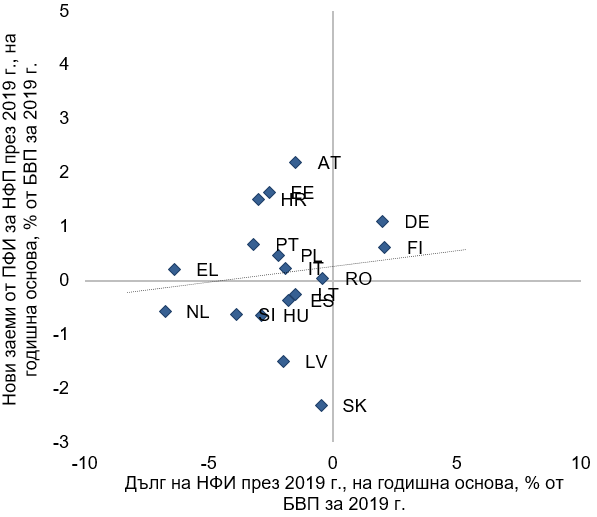 Нови заеми от ПФИ за НФП през 2019 г., на
годишна основа, % от БВП за 2019 г.
5
4
3
2
1
0
-1
-2
-3
AT
EE
HR
DE
PT
FI
PL
EL
IT
RO
LT
ES
NL
SI
HU
LV
SK
-10
-5
0
5
10
Дълг на НФИ през 2019 г., на годишна основа, % от
БВП за 2019 г.